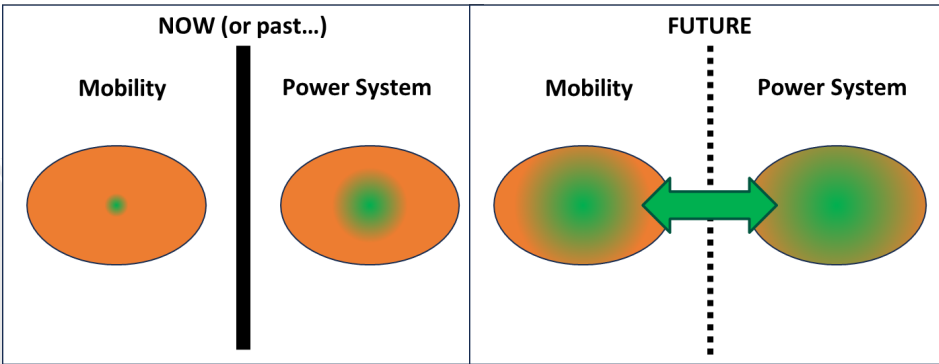 NOW (or past…)
Mobility
Power System
FUTURE
Mobility
Power System